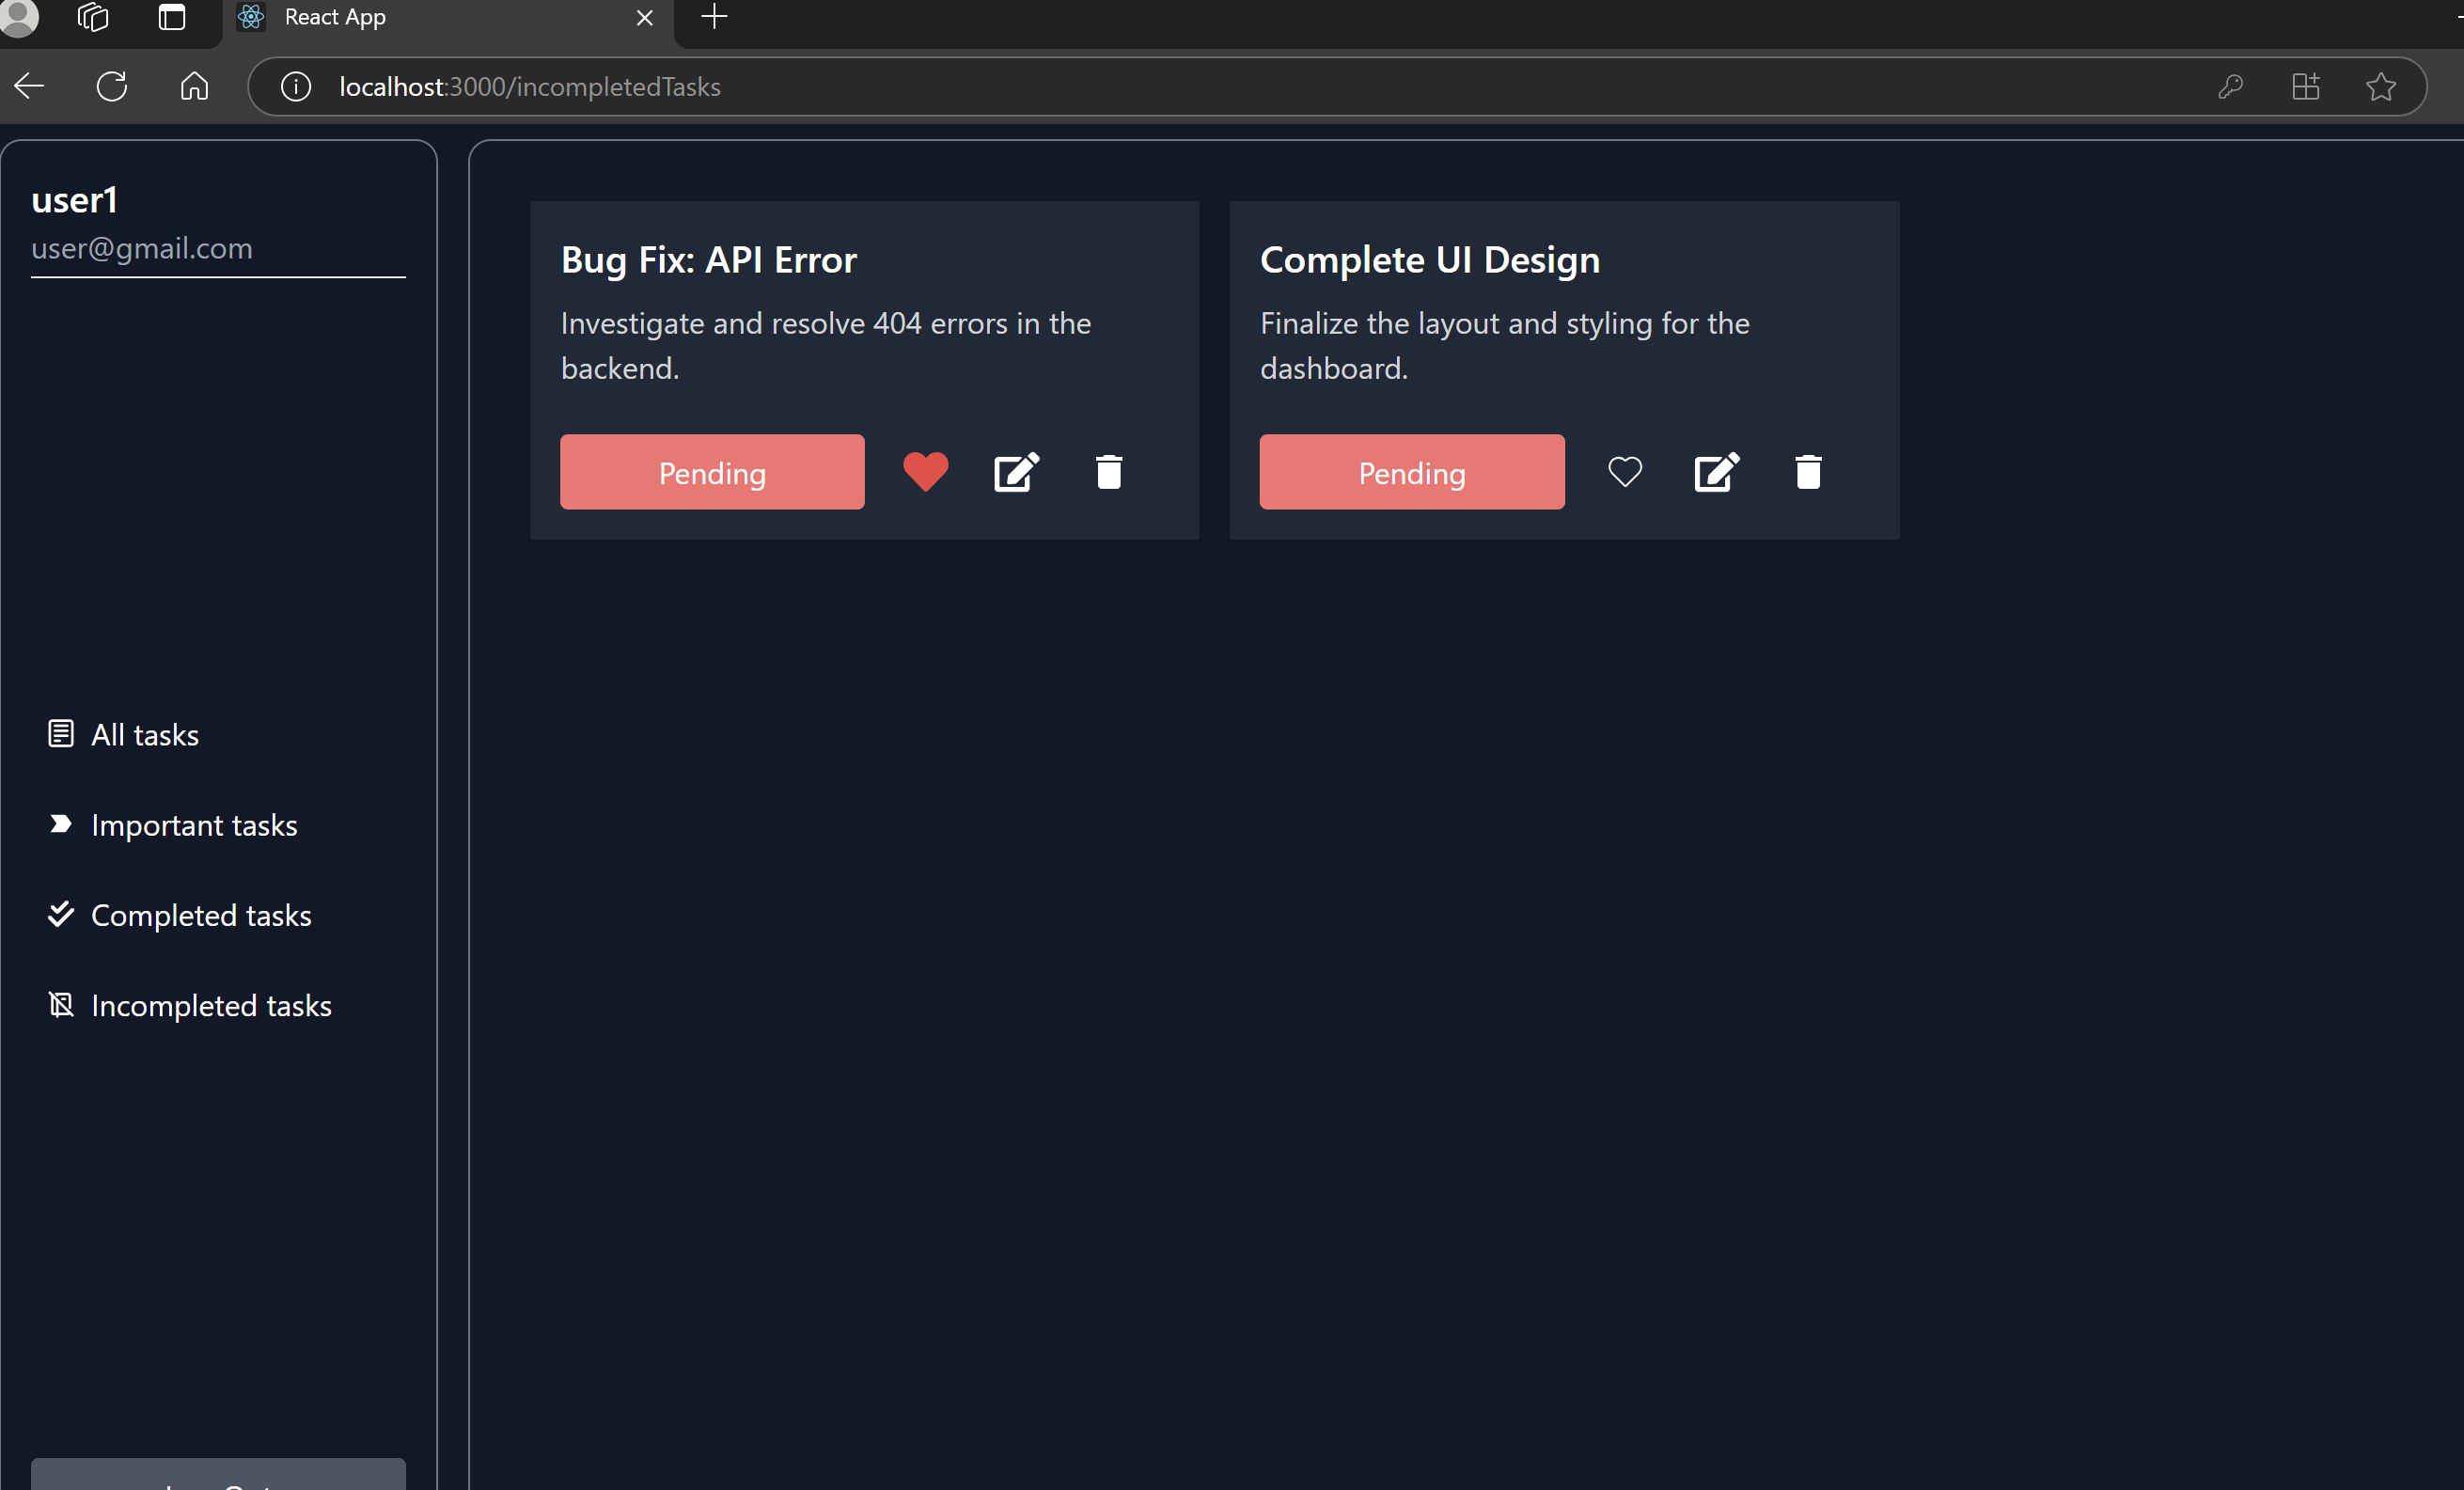 React App
localhost:3000/incompletedTasks
user1
user@gmail.com
Bug Fix: API Error
Investigate and resolve 404 errors in the
backend.
Pending
Complete UI Design
Finalize the layout and styling for the
dashboard.
Pending
All tasks
Important tasks
Completed tasks
Incompleted tasks